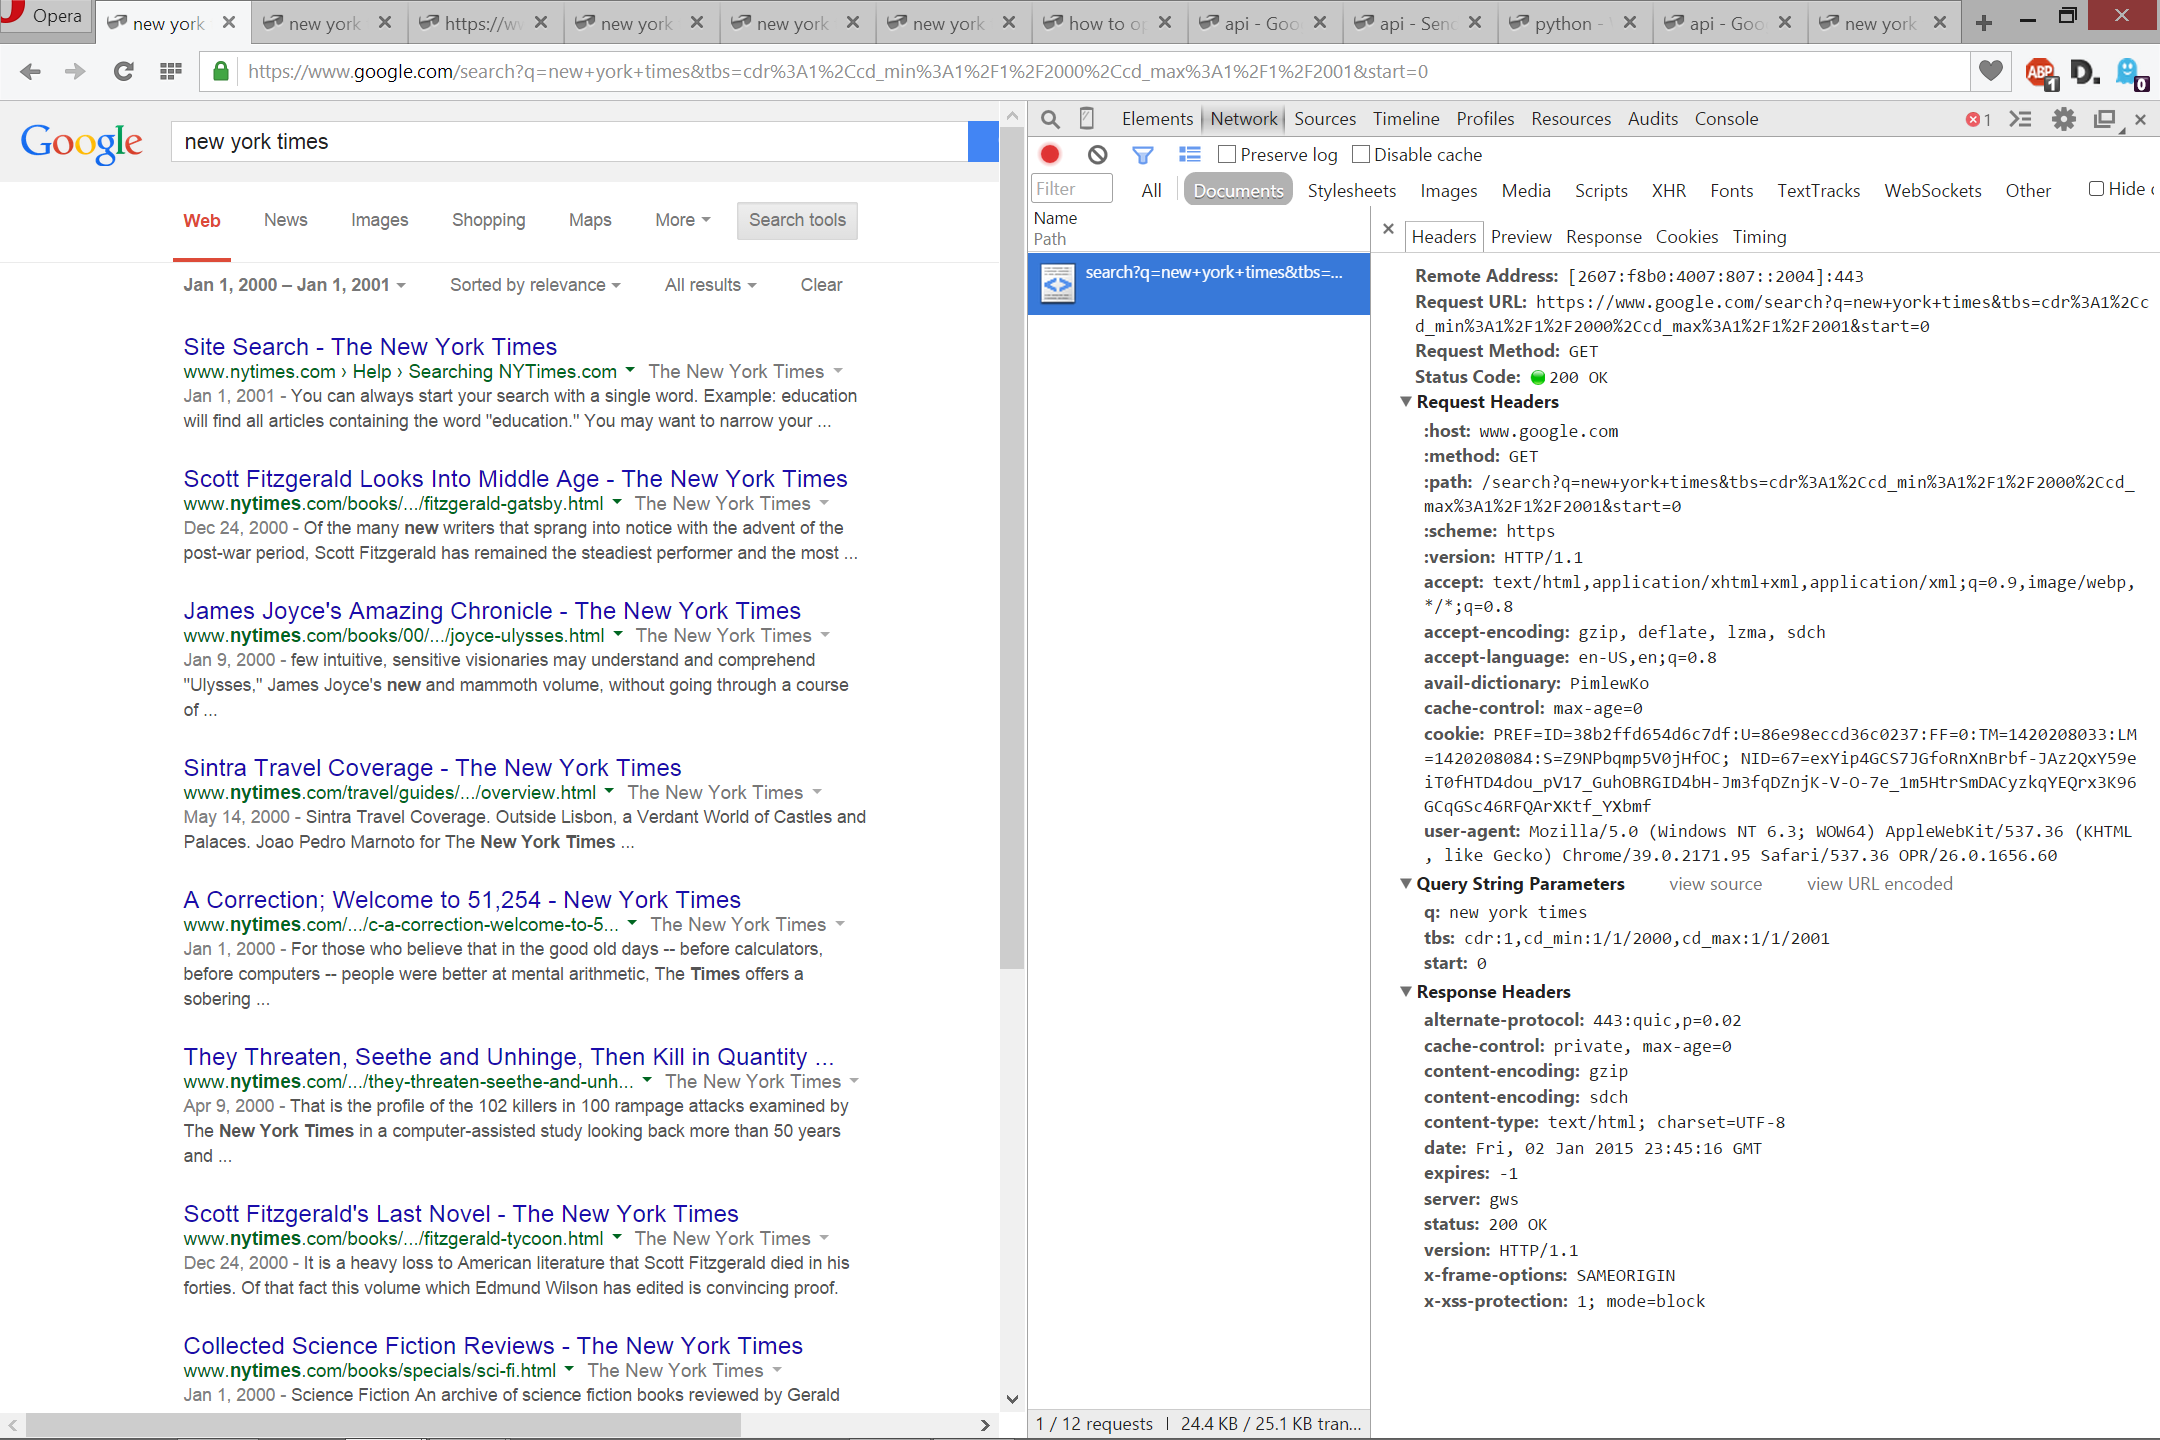 Opera
new york
new york
https://ww
new york
new york
new york
how to op
api - Goo
api - Send
python -
api - Goo
new york
https://www.google.com/search?q=new+york+times&tbs=cdr%3A1%2Ccd_min%3A1%2F1%2F2000%2Ccd_max%3A1%2F1%2F2001&start=0
ABP 1
D.
0
Google
new york times
Web News Images Shopping Maps More Search tools
Jan 1, 2000 – Jan 1, 2001 Sorted by relevance All results Clear
Site Search - The New York Times
www.nytimes.com › Help › Searching NYTimes.com The New York Times
Jan 1, 2001 - You can always start your search with a single word. Example: education
will find all articles containing the word "education." You may want to narrow your ...
Scott Fitzgerald Looks Into Middle Age - The New York Times
www.nytimes.com/books/.../fitzgerald-gatsby.html The New York Times
Dec 24, 2000 - Of the many new writers that sprang into notice with the advent of the
post-war period, Scott Fitzgerald has remained the steadiest performer and the most ...
James Joyce's Amazing Chronicle - The New York Times
www.nytimes.com/books/00/.../joyce-ulysses.html The New York Times
Jan 9, 2000 - few intuitive, sensitive visionaries may understand and comprehend
"Ulysses," James Joyce's new and mammoth volume, without going through a course
of ...
Sintra Travel Coverage - The New York Times
www.nytimes.com/travel/guides/.../overview.html The New York Times
May 14, 2000 - Sintra Travel Coverage. Outside Lisbon, a Verdant World of Castles and
Palaces. Joao Pedro Marnoto for The New York Times ...
A Correction; Welcome to 51,254 - New York Times
www.nytimes.com/.../c-a-correction-welcome-to-5... The New York Times
Jan 1, 2000 - For those who believe that in the good old days -- before calculators,
before computers -- people were better at mental arithmetic, The Times offers a
sobering ...
They Threaten, Seethe and Unhinge, Then Kill in Quantity ...
www.nytimes.com/.../they-threaten-seethe-and-unh... The New York Times
Apr 9, 2000 - That is the profile of the 102 killers in 100 rampage attacks examined by
The New York Times in a computer-assisted study looking back more than 50 years
and ...
Scott Fitzgerald's Last Novel - The New York Times
www.nytimes.com/books/.../fitzgerald-tycoon.html The New York Times
Dec 24, 2000 - It is a heavy loss to American literature that Scott Fitzgerald died in his
forties. Of that fact this volume which Edmund Wilson has edited is convincing proof.
Collected Science Fiction Reviews - The New York Times
www.nytimes.com/books/specials/sci-fi.html The New York Times
Jan 1, 2000 - Science Fiction An archive of science fiction books reviewed by Gerald
Elements Network Sources Timeline Profiles Resources Audits Console 1
Preserve log Disable cache
Filter All Documents Stylesheets Images Media Scripts XHR Fonts TextTracks WebSockets Other Hide
Name
Path
search?q=new+york+times&tbs=...
1 / 12 requests | 24.4 KB / 25.1 KB tran...
Headers Preview Response Cookies Timing
Remote Address: [2607:f8b0:4007:807::2004]:443
Request URL: https://www.google.com/search?q=new+york+times&tbs=cdr%3A1%2Cc
d_min%3A1%2F1%2F2000%2Ccd_max%3A1%2F1%2F2001&start=0
Request Method: GET
Status Code: 200 OK
Request Headers
:host: www.google.com
:method: GET
:path: /search?q=new+york+times&tbs=cdr%3A1%2Ccd_min%3A1%2F1%2F2000%2Ccd_
max%3A1%2F1%2F2001&start=0
:scheme: https
:version: HTTP/1.1
accept: text/html,application/xhtml+xml,application/xml;q=0.9,image/webp,
*/*;q=0.8
accept-encoding: gzip, deflate, lzma, sdch
accept-language: en-US,en;q=0.8
avail-dictionary: PimlewKo
cache-control: max-age=0
cookie: PREF=ID=38b2ffd654d6c7df:U=86e98eccd36c0237:FF=0:TM=1420208033:LM
=1420208084:S=Z9NPbqmp5V0jHfOC; NID=67=exYip4GCS7JGfoRnXnBrbf-JAz2QxY59e
iT0fHTD4dou_pV17_GuhOBRGID4bH-Jm3fqDZnjK-V-O-7e_1m5HtrSmDACyzkqYEQrx3K96
GCqGSc46RFQArXKtf_YXbmf
user-agent: Mozilla/5.0 (Windows NT 6.3; WOW64) AppleWebKit/537.36 (KHTML
, like Gecko) Chrome/39.0.2171.95 Safari/537.36 OPR/26.0.1656.60
Query String Parameters view source view URL encoded
q: new york times
tbs: cdr:1,cd_min:1/1/2000,cd_max:1/1/2001
start: 0
Response Headers
alternate-protocol: 443:quic,p=0.02
cache-control: private, max-age=0
content-encoding: gzip
content-encoding: sdch
content-type: text/html; charset=UTF-8
date: Fri, 02 Jan 2015 23:45:16 GMT
expires: -1
server: gws
status: 200 OK
version: HTTP/1.1
x-frame-options: SAMEORIGIN
x-xss-protection: 1; mode=block